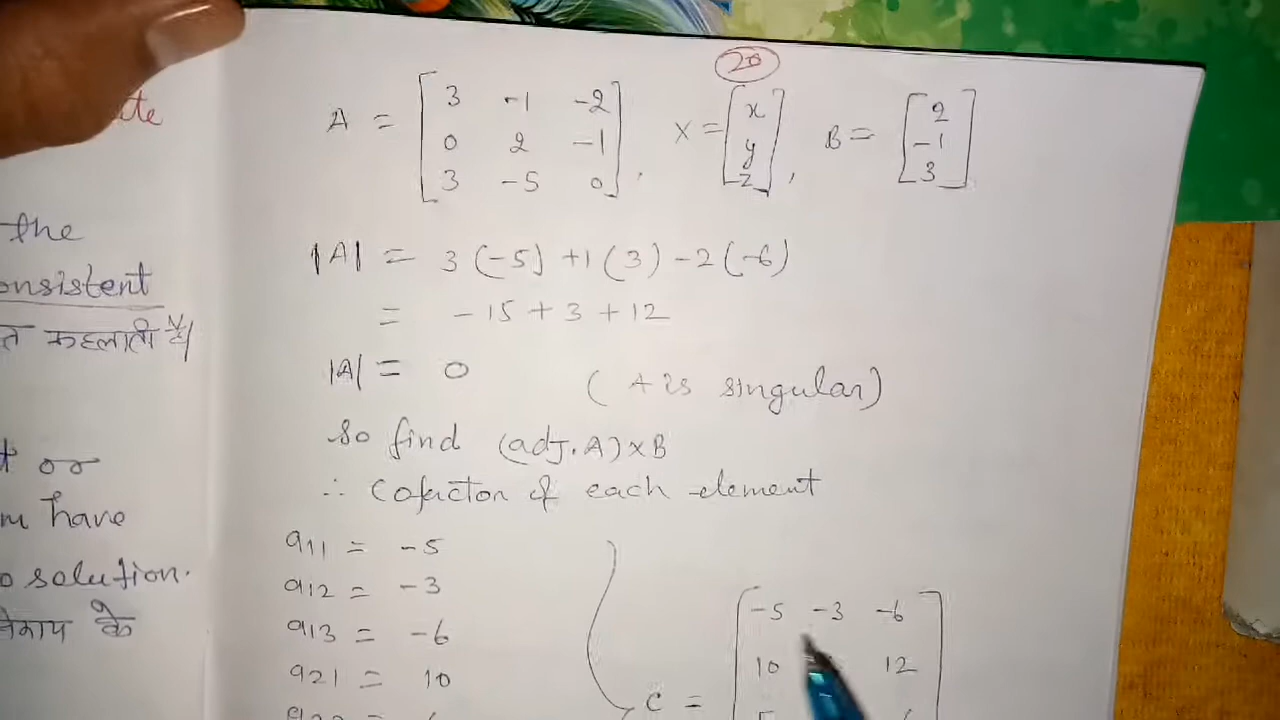 20
A = [ 3 -1 -2
0 2 -1
3 -5 0 ] , X = [ x
y
z ] , B = [ 2
-1
3 ]
|A| = 3 (-5) +1 (3) -2 (-6)
= -15 + 3 + 12
|A| = 0 (A is singular)
So find (adj. A) x B
∴ Cofactor of each element
a11 = -5
a12 = -3
a13 = -6
a21 = 10
C = [ -5 -3 -6
10 12
the
कहलाती है|
or
have
solution.
के